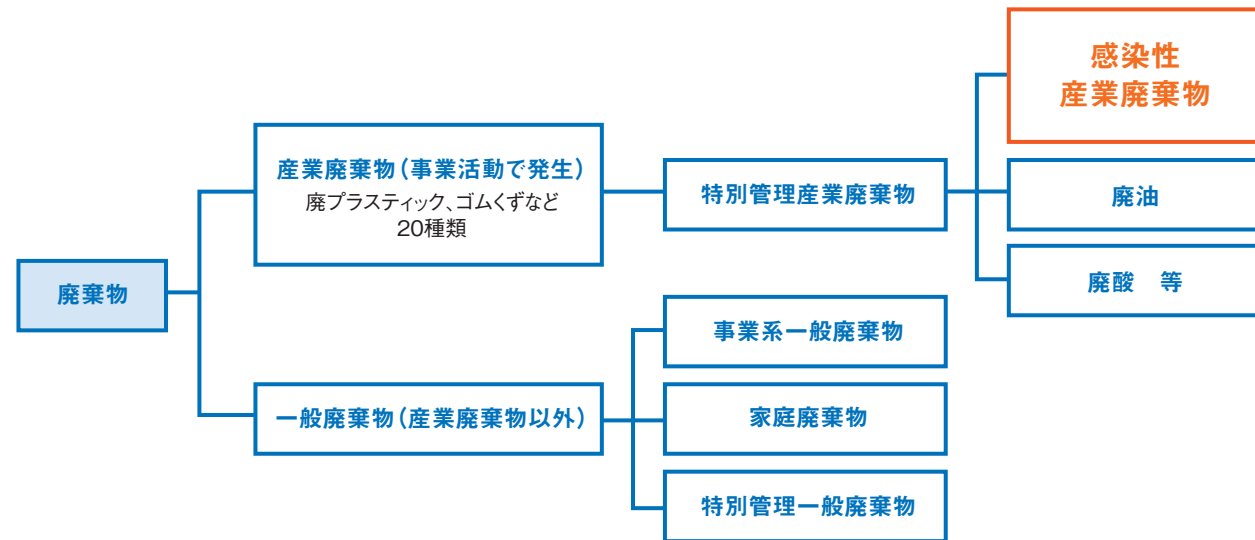 感染性
産業廃棄物
産業廃棄物(事業活動で発生)
廃プラスティック、ゴムくずなど
20種類
特別管理産業廃棄物
廃油
廃棄物
廃酸　等
事業系一般廃棄物
一般廃棄物(産業廃棄物以外)
家庭廃棄物
特別管理一般廃棄物